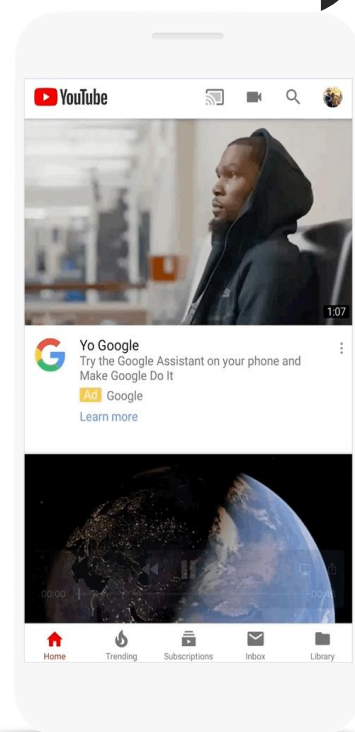 YouTube
1:07
Yo Google
Try the Google Assistant on your phone and
Make Google Do It
Ad Google
Learn more
00:00
Home Trending Subscriptions Inbox Library